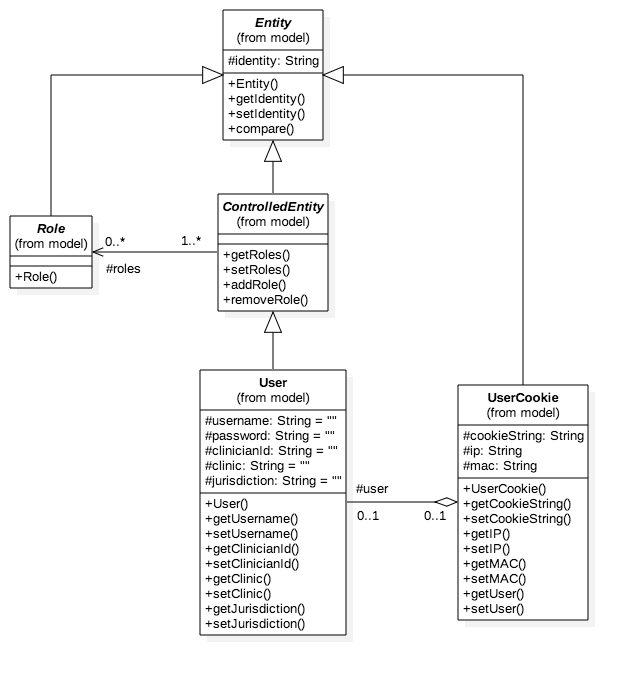 Entity
(from model)
#identity: String
+Entity()
+getIdentity()
+setIdentity()
+compare()
Role
(from model)
+Role()
0..*
1..*
#roles
ControlledEntity
(from model)
+getRoles()
+setRoles()
+addRole()
+removeRole()
User
(from model)
#username: String = ""
#password: String = ""
#clinicianId: String = ""
#clinic: String = ""
#jurisdiction: String = ""
+User()
+getUsername()
+setUsername()
+getClinicianId()
+setClinicianId()
+getClinic()
+setClinic()
+getJurisdiction()
+setJurisdiction()
#user
0..1
0..1
UserCookie
(from model)
#cookieString: String
#ip: String
#mac: String
+UserCookie()
+getCookieString()
+setCookieString()
+getIP()
+setIP()
+getMAC()
+setMAC()
+getUser()
+setUser()